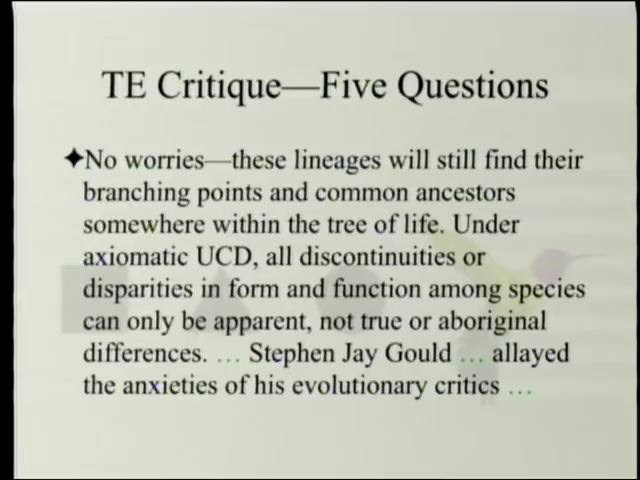 TE Critique—Five Questions
✦No worries—these lineages will still find their
branching points and common ancestors
somewhere within the tree of life. Under
axiomatic UCD, all discontinuities or
disparities in form and function among species
can only be apparent, not true or aboriginal
differences. … Stephen Jay Gould … allayed
the anxieties of his evolutionary critics …